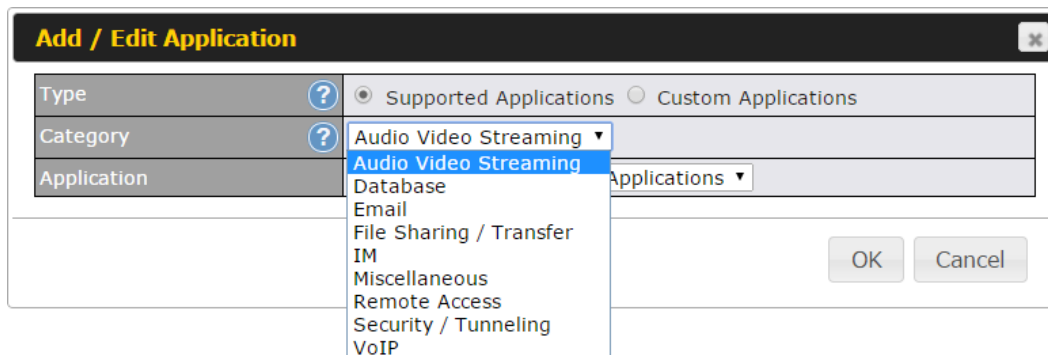 Add / Edit Application
Type ? Supported Applications Custom Applications
Category ? Audio Video Streaming
Application Applications
Audio Video Streaming
Database
Email
File Sharing / Transfer
IM
Miscellaneous
Remote Access
Security / Tunneling
VoIP
OK Cancel